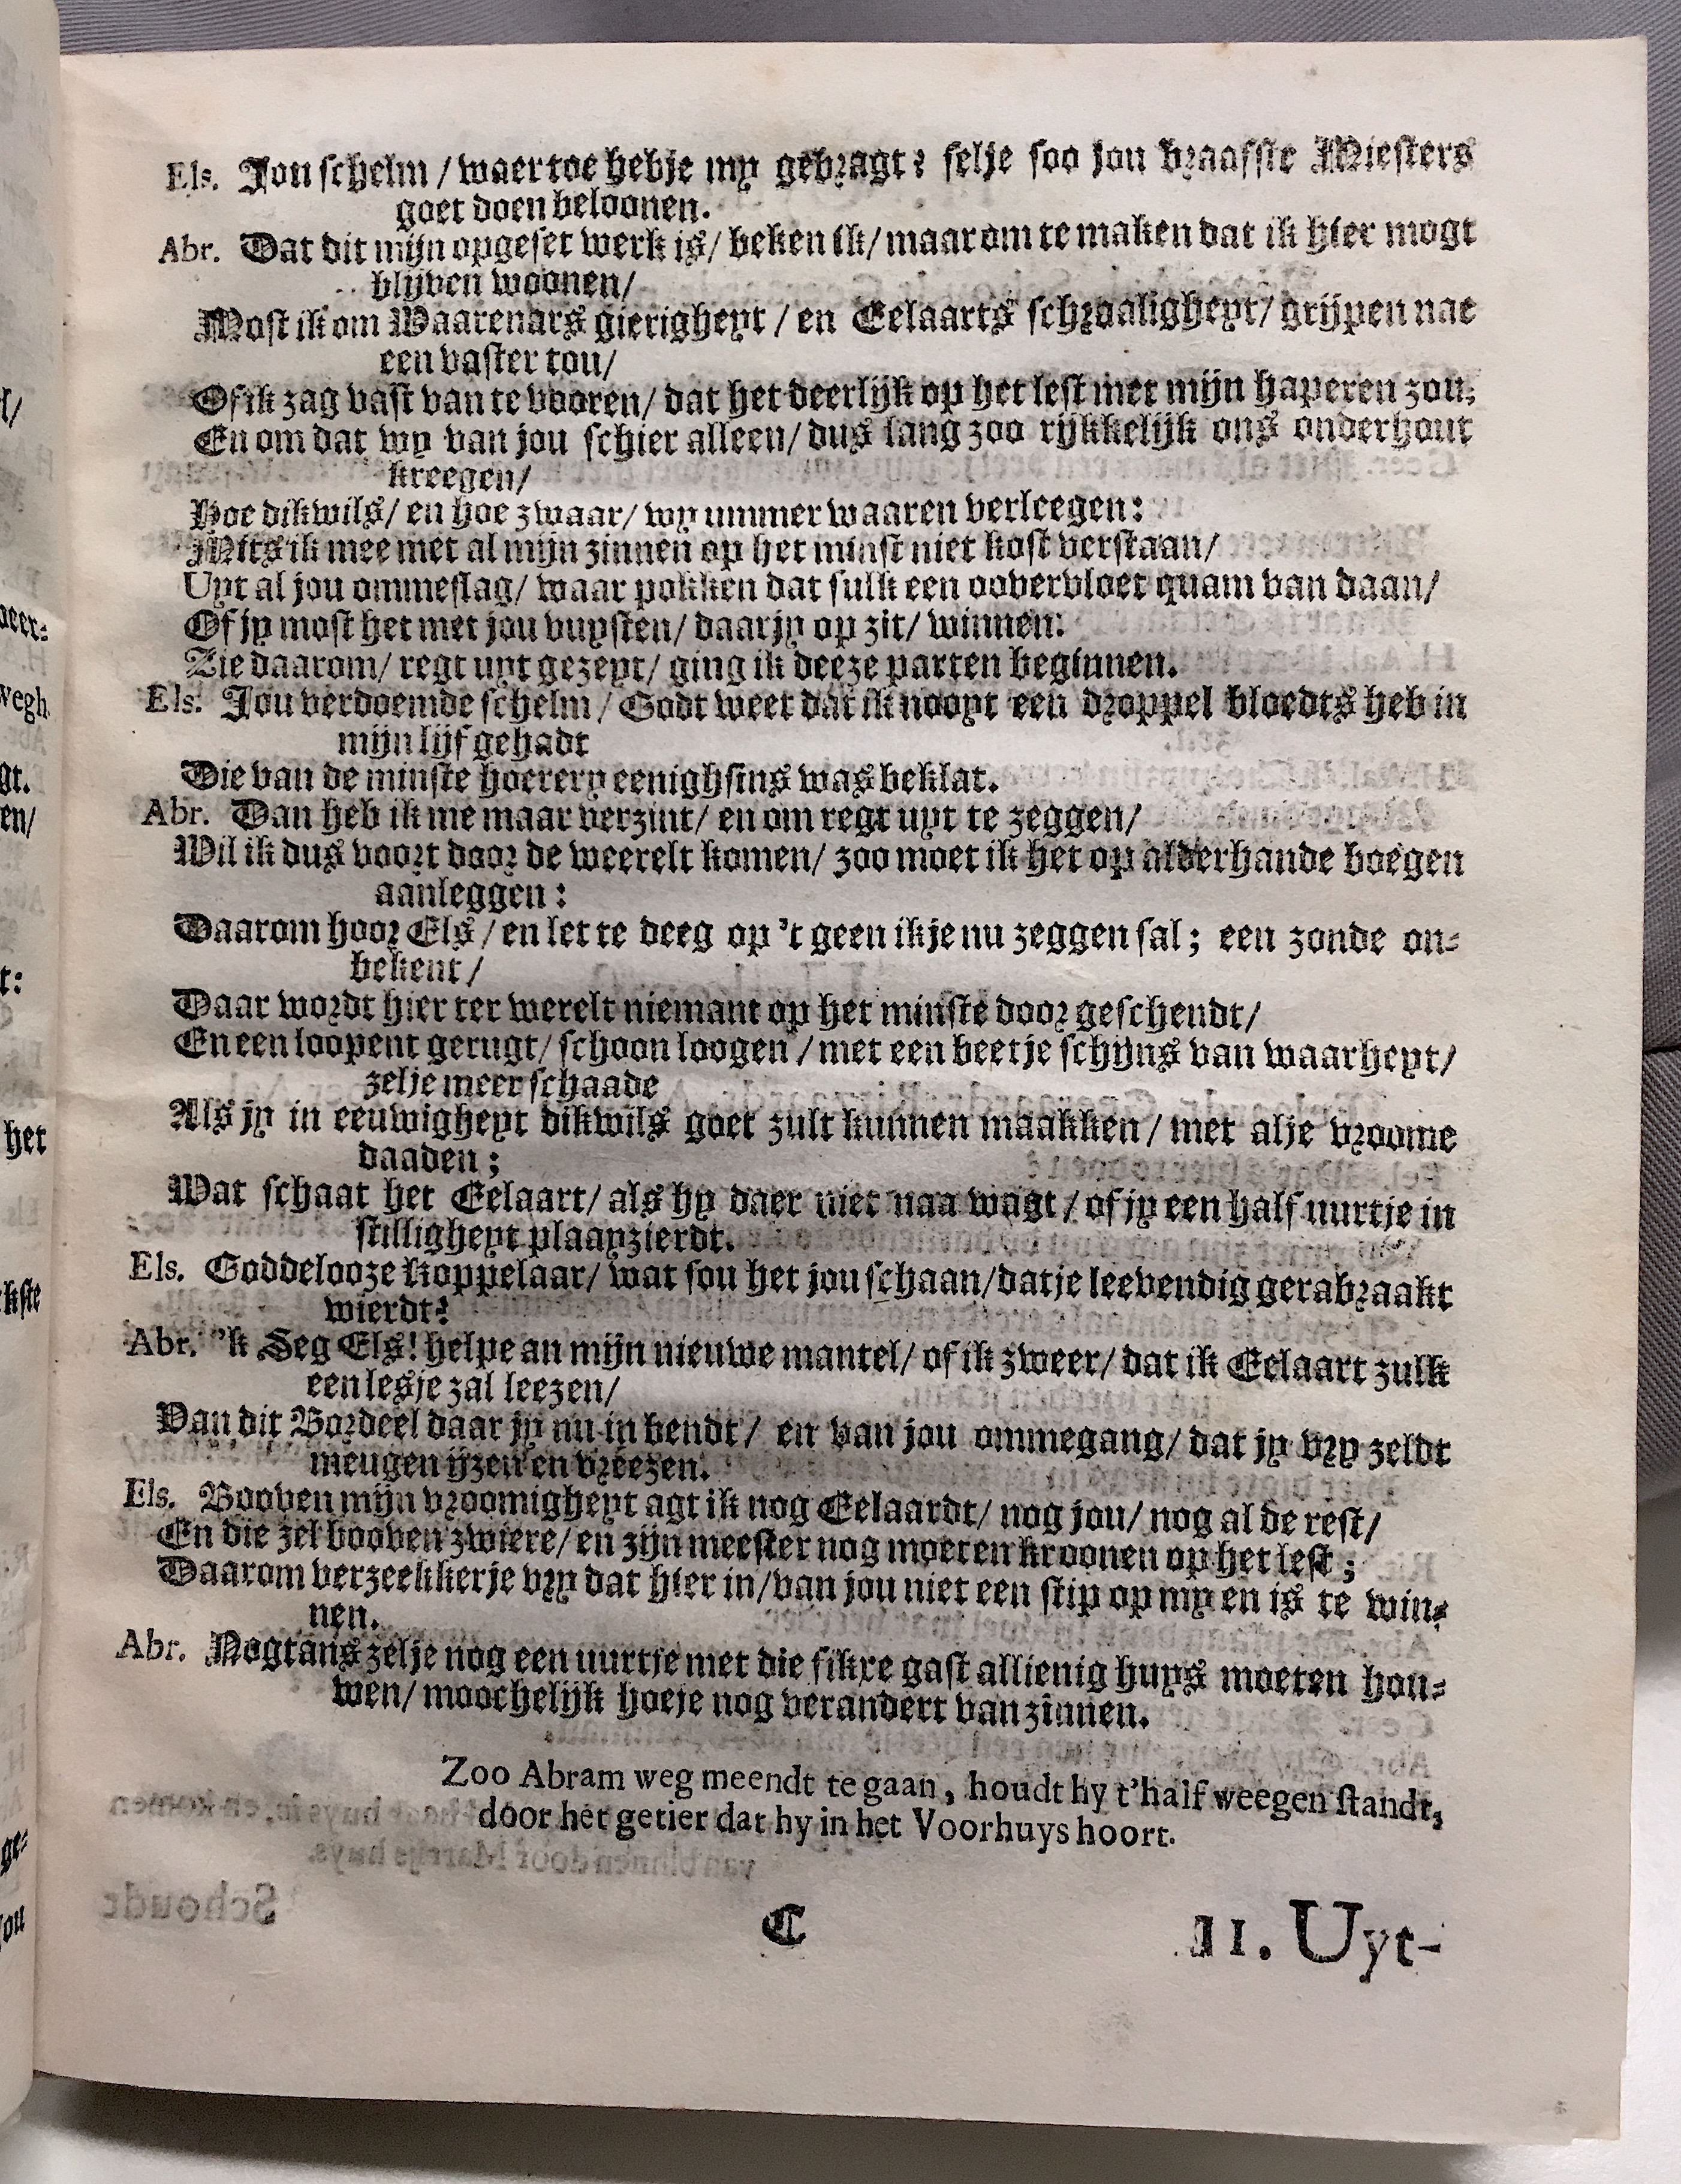 Els. Jou schelm / waer toe hebje my gebragt? selje soo jou braafste Miesters
goet doen beloonen.
Abr. Dat dit mijn opgeset werk is / beken ik / maar om te maken dat ik hier mogt
blijven woonen /
Most ik om Waarenars gierigheyt / en Eelaarts schraaligheyt / grijpen nae
een vaster tou /
Of ik zag vast van te vooren / dat het deerlijk op het lest met mijn haperen zou;
En om dat wy van jou schier alleen / dus lang zoo rijkkelijk ons onderhout
kreegen /
Hoe dikwils / en hoe zwaar / wy ummer waaren verleegen:
Mits ik mee met al mijn zinnen op het minst niet kost verstaan /
Uyt al jou ommeslag / waar pokken dat sulk een oovervloet quam van daan /
Of jy most het met jou vuysten / daar jy op zit / winnen:
Zie daarom / regt uyt gezeyt / ging ik deeze parten beginnen.
Els. Jou verdoemde schelm / Godt weet dat ik nooyt een droppel bloedts heb in
mijn lijf gehadt
Die van de minste hoerery eenighsins was beklat.
Abr. Dan heb ik me maar verzint / en om regt uyt te zeggen /
Wil ik dus voort door de weerelt komen / zoo moet ik het op alderhande boegen
aanleggen:
Daarom hoor Els / en let te deeg op 't geen ik je nu zeggen sal; een zonde on-
bekent /
Daar wordt hier ter werelt niemant op het minste door geschendt /
En een loopent gerugt / schoon loogen / met een beetje schijns van waarheyt /
zelje meer schaade
Als jy in eeuwigheyt dikwils goet zult kunnen maakken / met alje vroome
daaden;
Wat schaat het Eelaart / als hy daer niet naa wagt / of jy een half uurtje in
stilligheyt plaayzierdt.
Els. Goddelooze koppelaar / wat sou het jou schaan / datje leevendig gerabraakt
wierdt?
Abr. 'k Seg Els! helpe an mijn nieuwe mantel / of ik zweer / dat ik Eelaart zulk
een lesje zal leezen /
Van dit Bordeel daar jy nu in bendt / en van jou ommegang / dat jy vry zeldt
meugen ijzen en vreezen.
Els. Booven mijn vroomigheyt agt ik nog Eelaardt / nog jou / nog al de rest /
En die zel booven zwiere / en zijn meester nog moeten kroonen op het lest;
Daarom verzeekkerje vry dat hier in / van jou niet een stip op my en is te win-
nen.
Abr. Nogtans zelje nog een uurtje met die fikxe gast allienig huys moeten hou-
wen / moochelijk hoeje nog verandert van zinnen.
Zoo Abram weg meendt te gaan, houdt hy t'half weegen standt,
door het getier dat hy in het Voorhuys hoort.
C
II. Uyt-